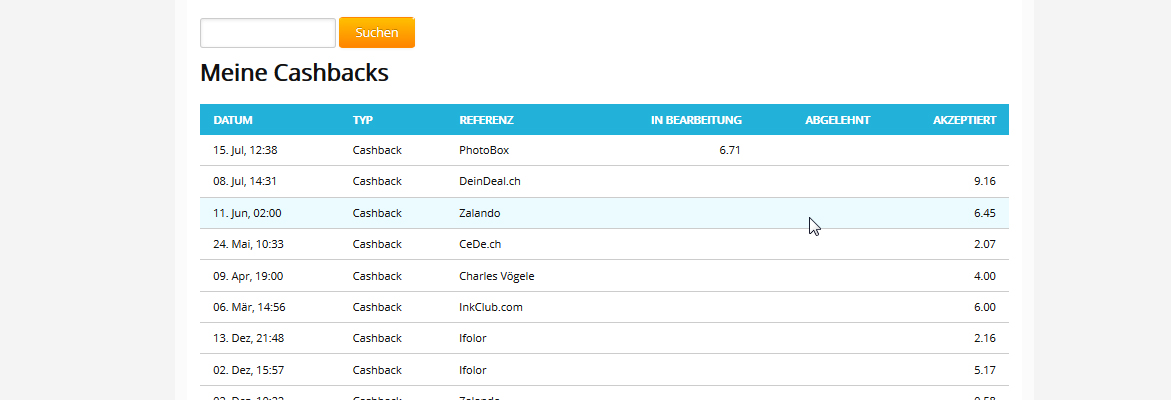 Suchen
Meine Cashbacks
DATUM TYP REFERENZ IN BEARBEITUNG ABGELEHNT AKZEPTIERT
15. Jul, 12:38 Cashback PhotoBox 6.71
08. Jul, 14:31 Cashback DeinDeal.ch 9.16
11. Jun, 02:00 Cashback Zalando 6.45
24. Mai, 10:33 Cashback CeDe.ch 2.07
09. Apr, 19:00 Cashback Charles Vögele 4.00
06. Mär, 14:56 Cashback InkClub.com 6.00
13. Dez, 21:48 Cashback Ifolor 2.16
02. Dez, 15:57 Cashback Ifolor 5.17
Cashback Zalando